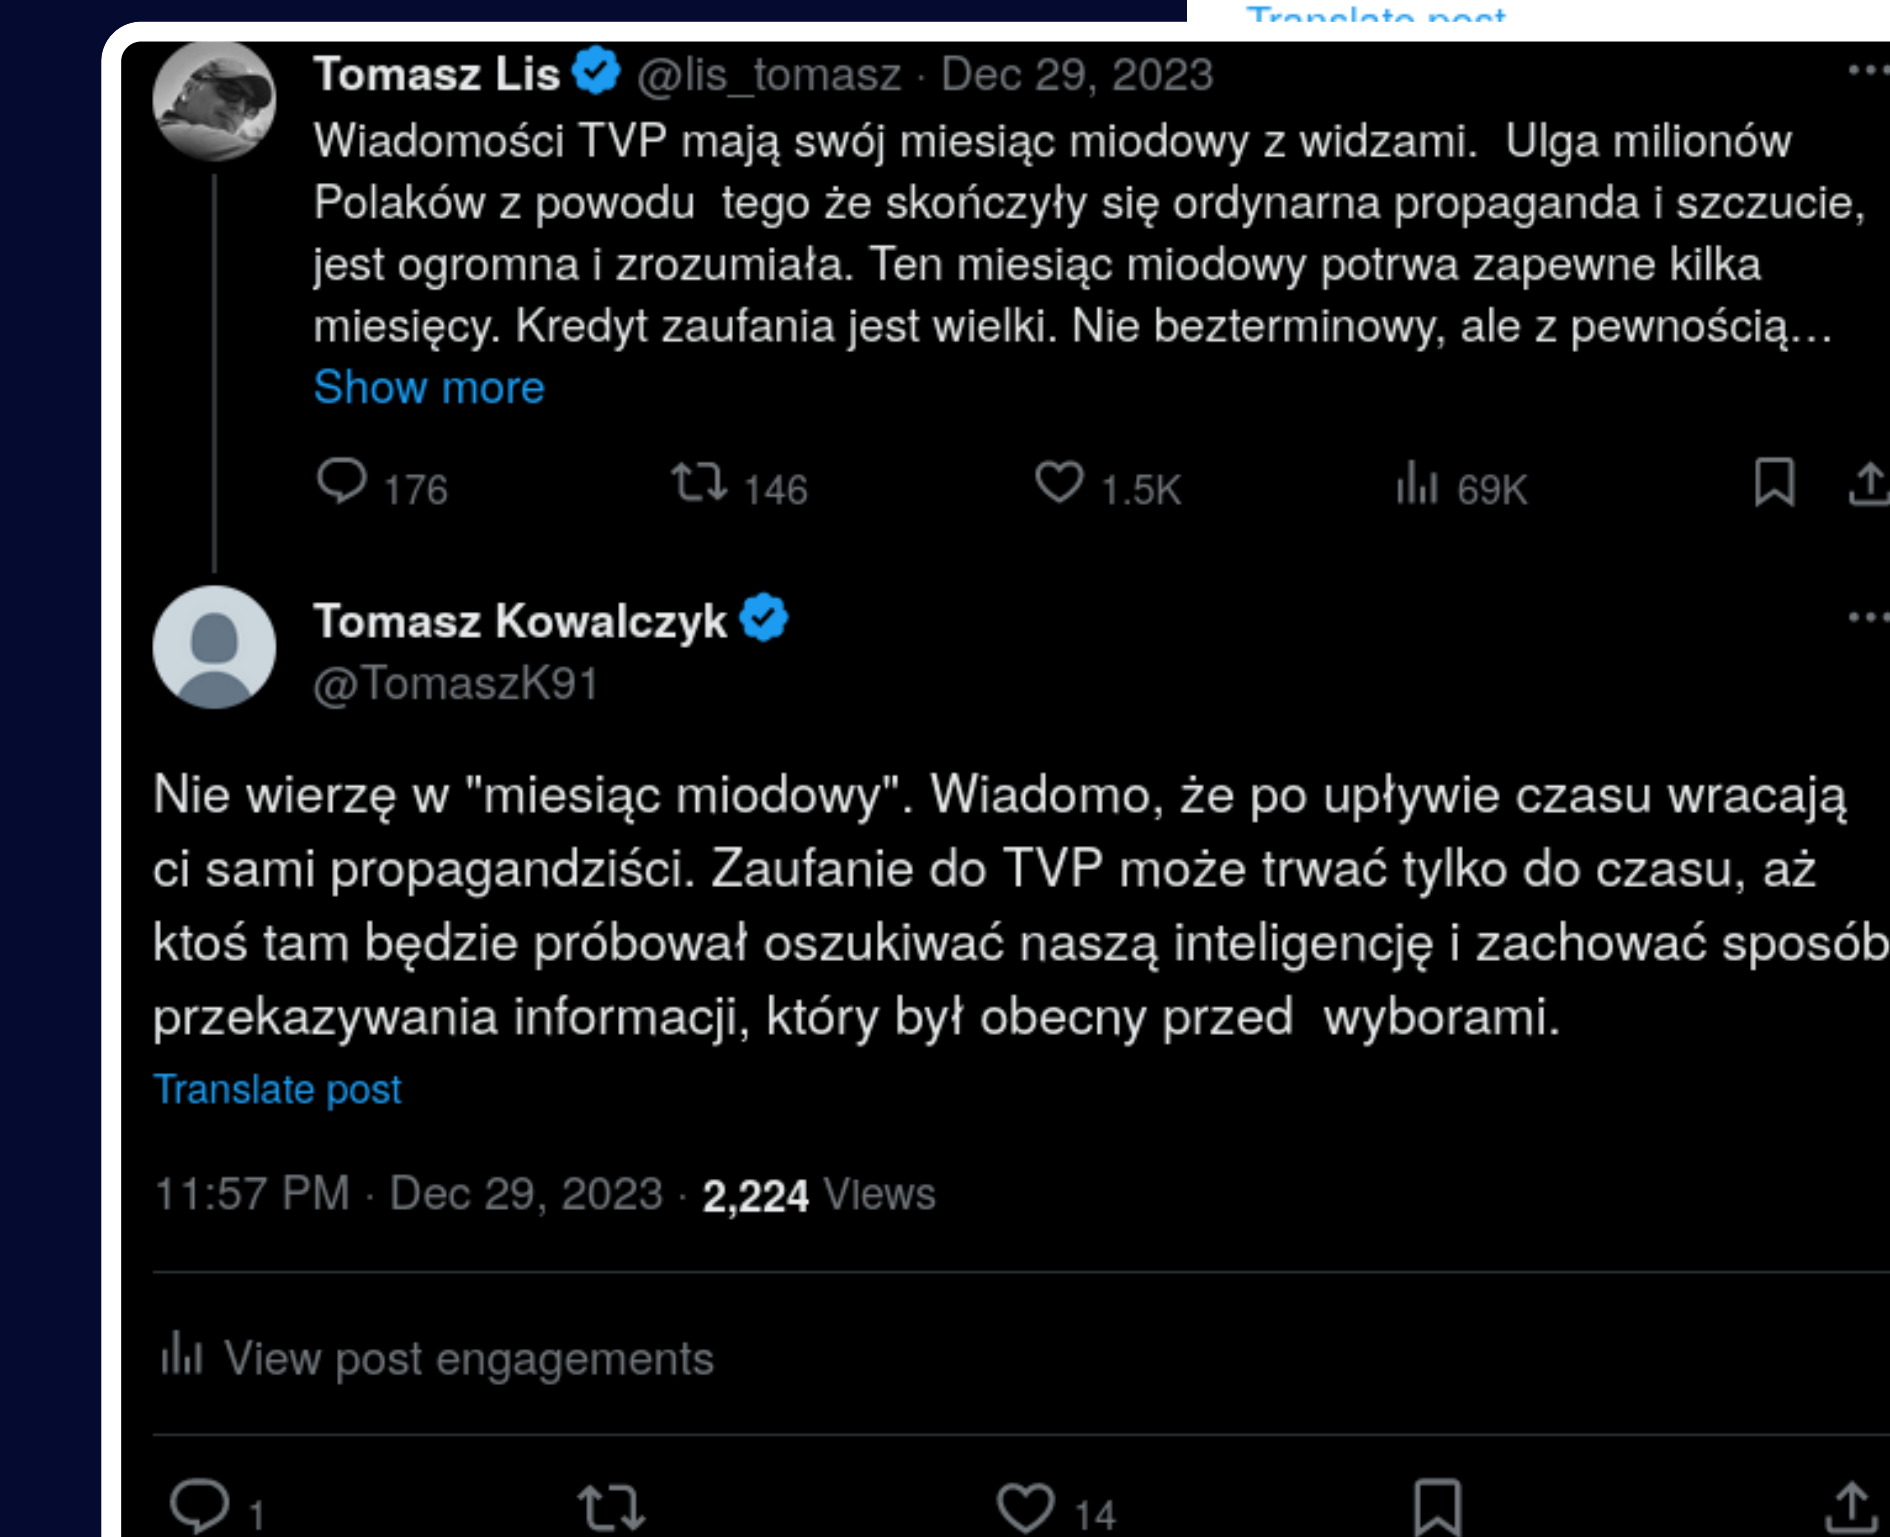 Translate post
Tomasz Lis @lis_tomasz · Dec 29, 2023
Wiadomości TVP mają swój miesiąc miodowy z widzami.  Ulga milionów
Polaków z powodu  tego że skończyły się ordynarna propaganda i szczucie,
jest ogromna i zrozumiała. Ten miesiąc miodowy potrwa zapewne kilka
miesięcy. Kredyt zaufania jest wielki. Nie bezterminowy, ale z pewnością...
Show more
176 146 1.5K 69K
Tomasz Kowalczyk
@TomaszK91
Nie wierzę w "miesiąc miodowy". Wiadomo, że po upływie czasu wracają
ci sami propagandziści. Zaufanie do TVP może trwać tylko do czasu, aż
ktoś tam będzie próbował oszukiwać naszą inteligencję i zachować sposób
przekazywania informacji, który był obecny przed  wyborami.
Translate post
11:57 PM · Dec 29, 2023 · 2,224 Views
View post engagements
1 14